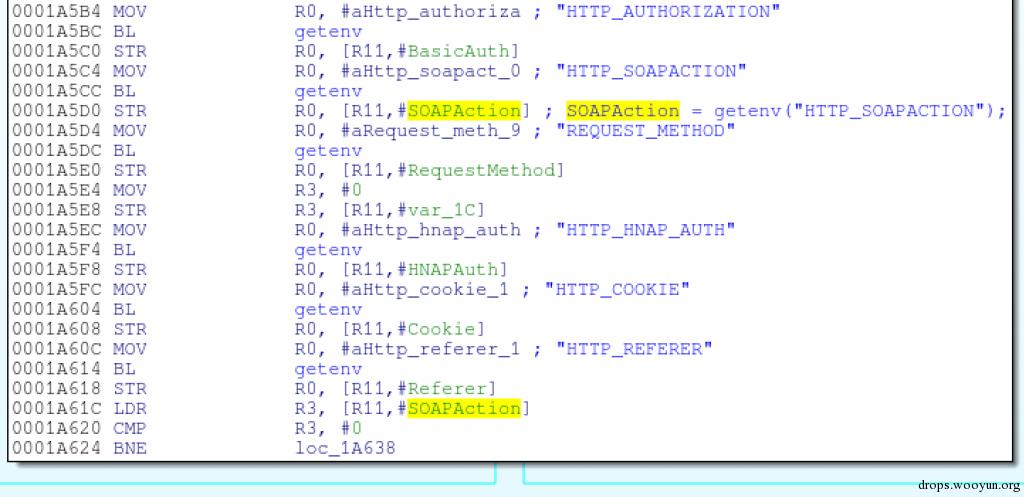 0001A5B4 MOV R0, #aHttp_authoriza ; "HTTP_AUTHORIZATION"
0001A5BC BL getenv
0001A5C0 STR R0, [R11,#BasicAuth]
0001A5C4 MOV R0, #aHttp_soapact_0 ; "HTTP_SOAPACTION"
0001A5CC BL getenv
0001A5D0 STR R0, [R11,#SOAPAction] ; SOAPAction = getenv("HTTP_SOAPACTION");
0001A5D4 MOV R0, #aRequest_meth_9 ; "REQUEST_METHOD"
0001A5DC BL getenv
0001A5E0 STR R0, [R11,#RequestMethod]
0001A5E4 MOV R3, #0
0001A5E8 STR R3, [R11,#var_1C]
0001A5EC MOV R0, #aHttp_hnap_auth ; "HTTP_HNAP_AUTH"
0001A5F4 BL getenv
0001A5F8 STR R0, [R11,#HNAPAuth]
0001A5FC MOV R0, #aHttp_cookie_1 ; "HTTP_COOKIE"
0001A604 BL getenv
0001A608 STR R0, [R11,#Cookie]
0001A60C MOV R0, #aHttp_referer_1 ; "HTTP_REFERER"
0001A614 BL getenv
0001A618 STR R0, [R11,#Referer]
0001A61C LDR R3, [R11,#SOAPAction]
0001A620 CMP R3, #0
0001A624 BNE loc_1A638
drops.wooyun.org